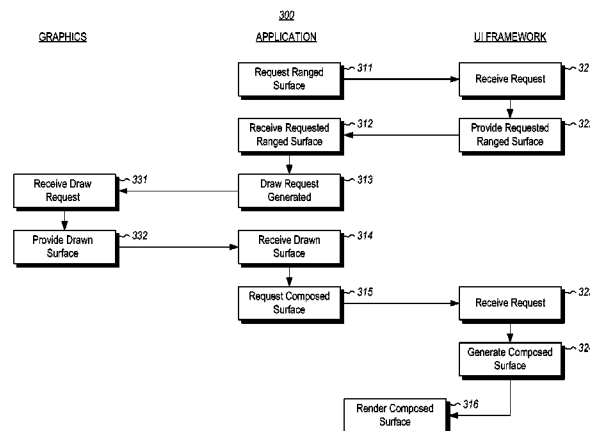 300
GRAPHICS APPLICATION UI FRAMEWORK
Request Ranged
Surface
311
Receive Request
Receive Requested
Ranged Surface
312
Provide Requested
Ranged Surface
Receive Draw
Request
331
Draw Request
Generated
313
Provide Drawn
Surface
332
Receive Drawn
Surface
314
Request Composed
Surface
315
Receive Request
Generate Composed
Surface
Render Composed
Surface
316